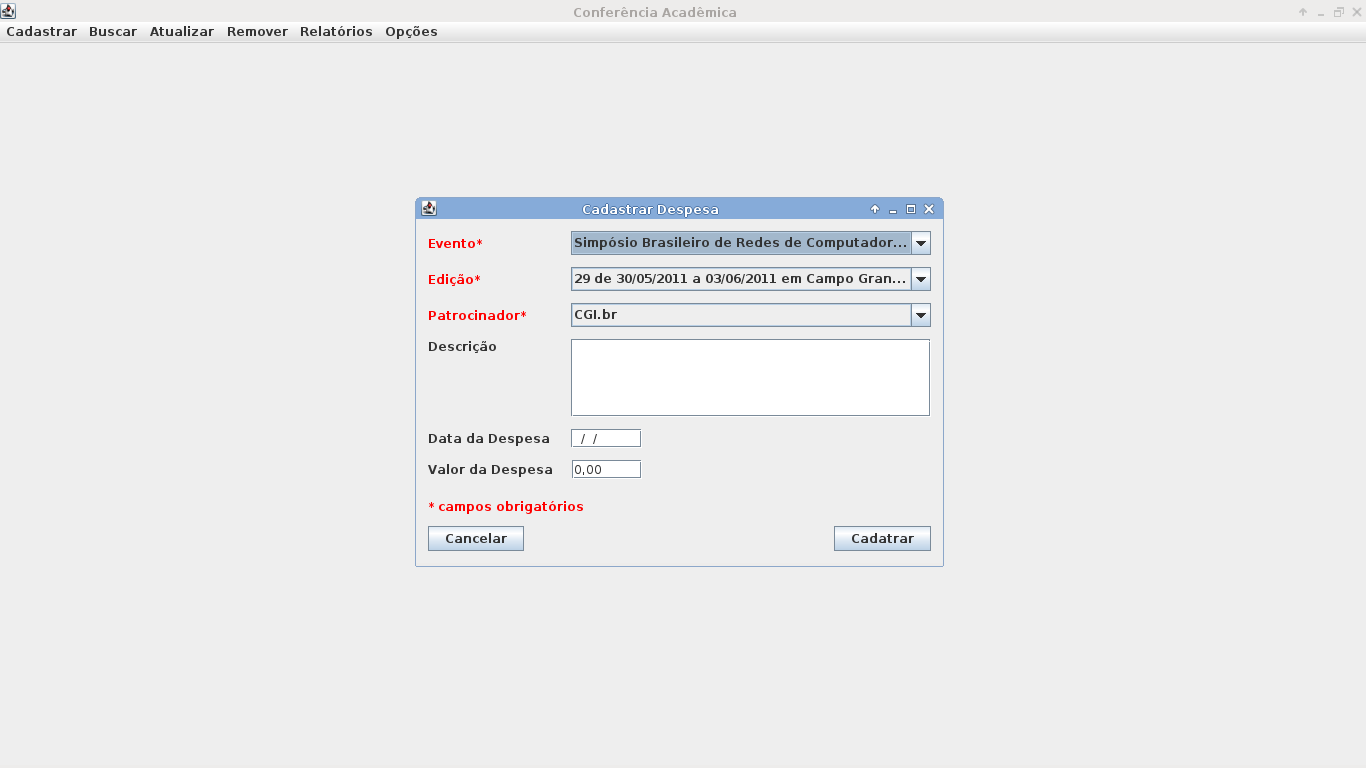 Conferência Acadêmica
Cadastrar Buscar Atualizar Remover Relatórios Opções
Cadastrar Despesa
Evento* Simpósio Brasileiro de Redes de Computador...
Edição* 29 de 30/05/2011 a 03/06/2011 em Campo Gran...
Patrocinador* CGI.br
Descrição
Data da Despesa / /
Valor da Despesa 0,00
* campos obrigatórios
Cancelar Cadatrar